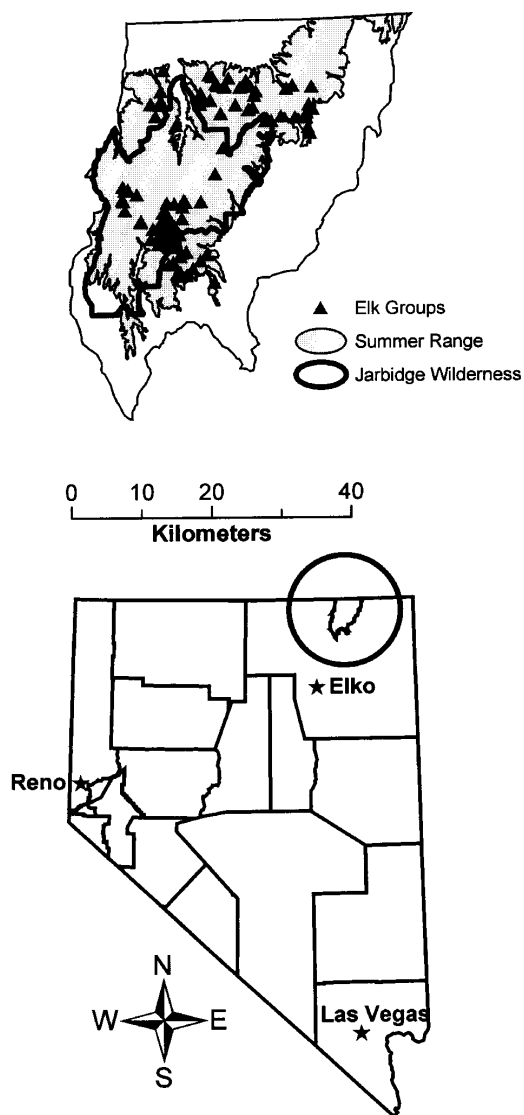 Elk Groups
Summer Range
Jarbidge Wilderness
0 10 20 40
Kilometers
Elko
Reno
Las Vegas
N
W E
S